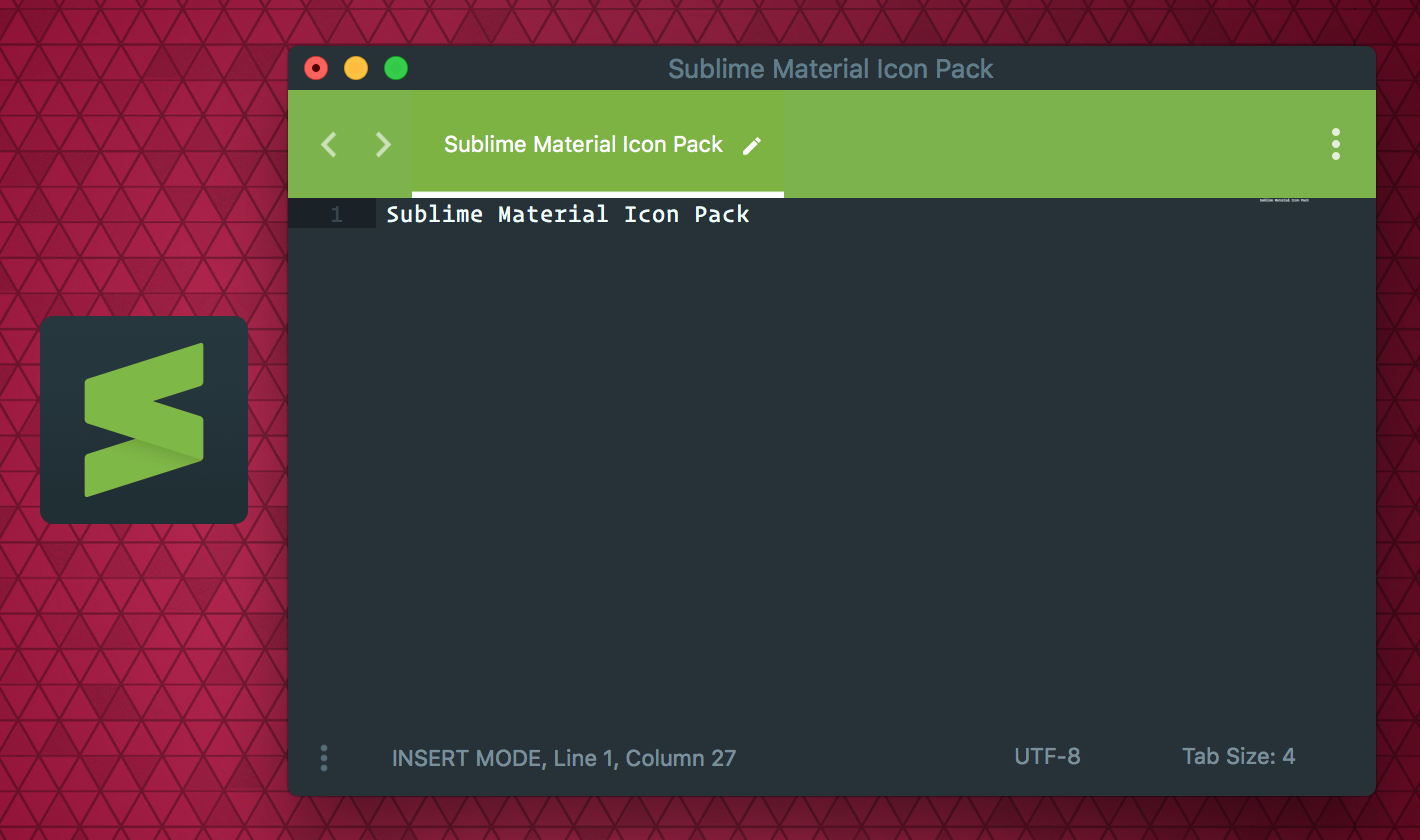 Sublime Material Icon Pack
Sublime Material Icon Pack
1 Sublime Material Icon Pack
Sublime Material Icon Pack
INSERT MODE, Line 1, Column 27 UTF-8 Tab Size: 4